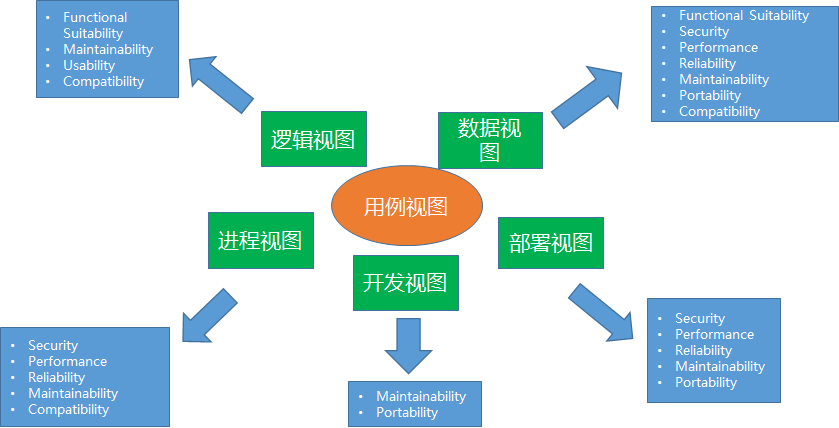 • Functional
Suitability
• Maintainability
• Usability
• Compatibility
• Functional Suitability
• Security
• Performance
• Reliability
• Maintainability
• Portability
• Compatibility
逻辑视图
数据视
图
用例视图
进程视图
部署视图
开发视图
• Security
• Performance
• Reliability
• Maintainability
• Compatibility
• Maintainability
• Portability
• Security
• Performance
• Reliability
• Maintainability
• Portability